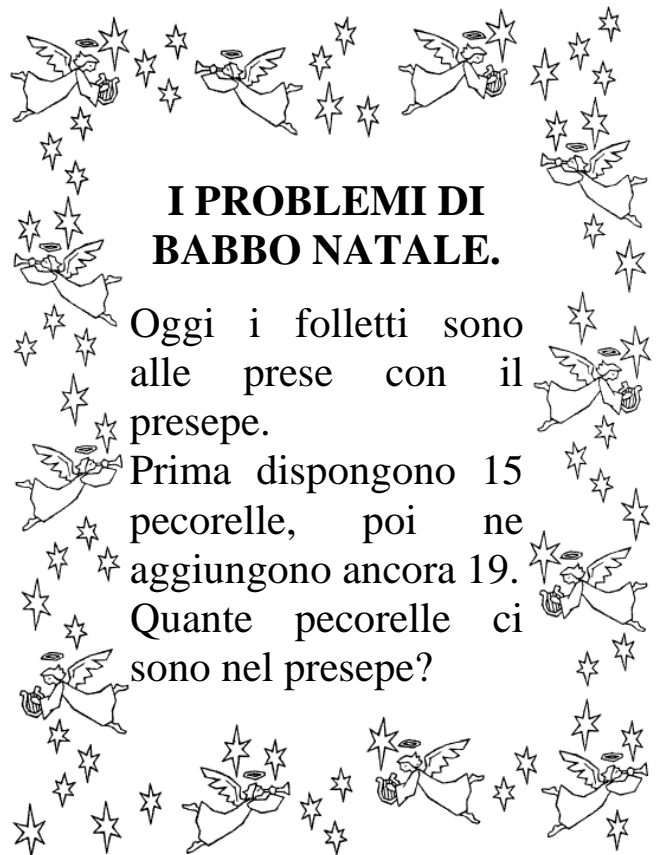 I PROBLEMI DI
BABBO NATALE.
Oggi i folletti sono
alle prese con il
presepe.
Prima dispongono 15
pecorelle, poi ne
aggiungono ancora 19.
Quante pecorelle ci
sono nel presepe?